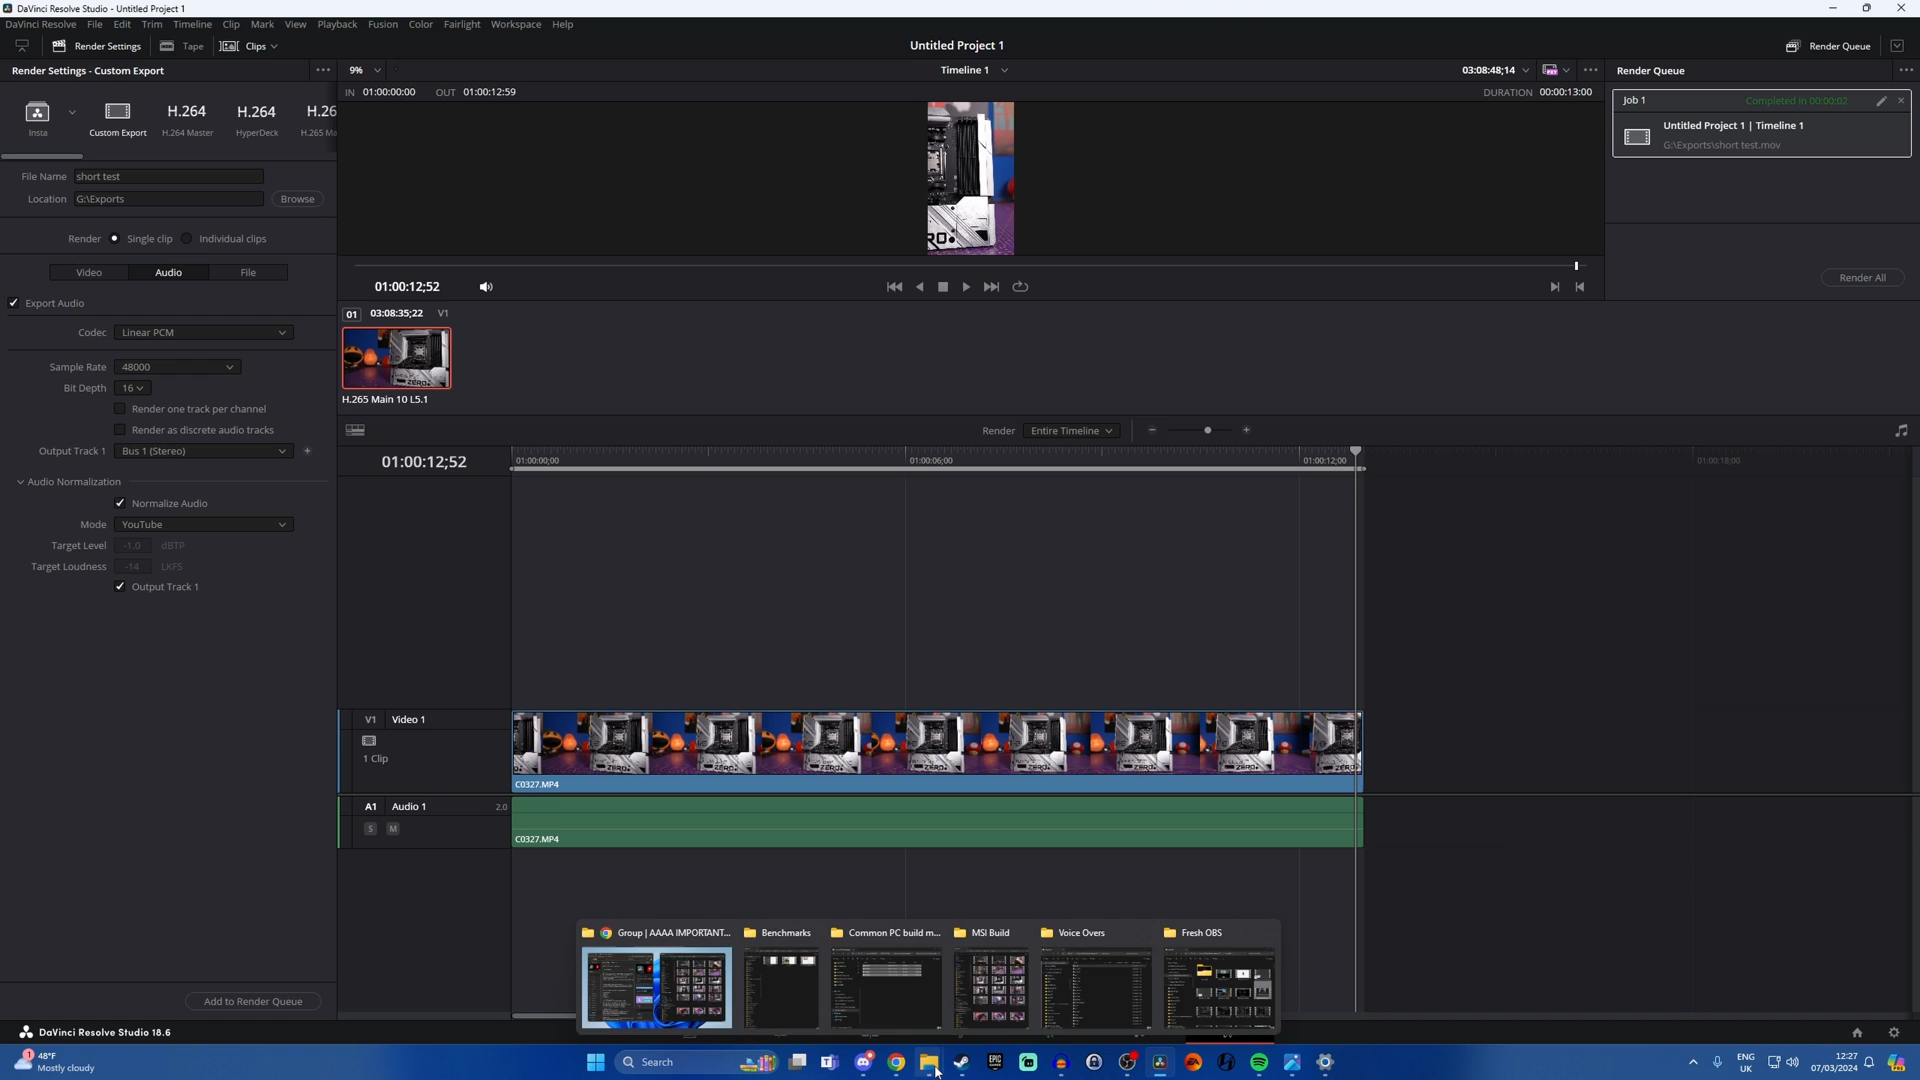 DaVinci Resolve Studio - Untitled Project 1
DaVinci Resolve File Edit Trim Timeline Clip Mark View Playback Fusion Color Fairlight Workspace Help
Render Settings Tape Clips Untitled Project 1 Render Queue
Render Settings - Custom Export 9% Timeline 1 03:08:48;14 Render Queue
IN 01:00:00:00 OUT 01:00:12:59 DURATION 00:00:13:00
Insta Custom Export
H.264 H.264 Master
H.264 HyperDeck
H.26 H.265 Ma
Job 1 Completed in 00:00:02
Untitled Project 1 | Timeline 1
G:\Exports\short test.mov
File Name short test
Location G:\Exports Browse
Render Single clip Individual clips
Video Audio File
Render All
01:00:12;52
Export Audio
01 03:08:35;22 V1
Codec Linear PCM
Sample Rate 48000
Bit Depth 16
H.265 Main 10 L5.1
Render one track per channel
Render as discrete audio tracks
Render Entire Timeline
Output Track 1 Bus 1 (Stereo)
01:00:12;52 01:00:00;00 01:00:06;00 01:00:12;00 01:00:18;00
Audio Normalization
Normalize Audio
Mode YouTube
Target Level -1.0 dBTP
Target Loudness -14 LKFS
Output Track 1
V1 Video 1
1 Clip
C0327.MP4
ZERO
A1 Audio 1 2.0
S M
C0327.MP4
Group | AAAA IMPORTANT... Benchmarks Common PC build m... MSI Build Voice Overs Fresh OBS
Add to Render Queue
DaVinci Resolve Studio 18.6
1
48°F
Mostly cloudy
Search
EPIC GAMES
EA
ENG
UK
12:27
07/03/2024